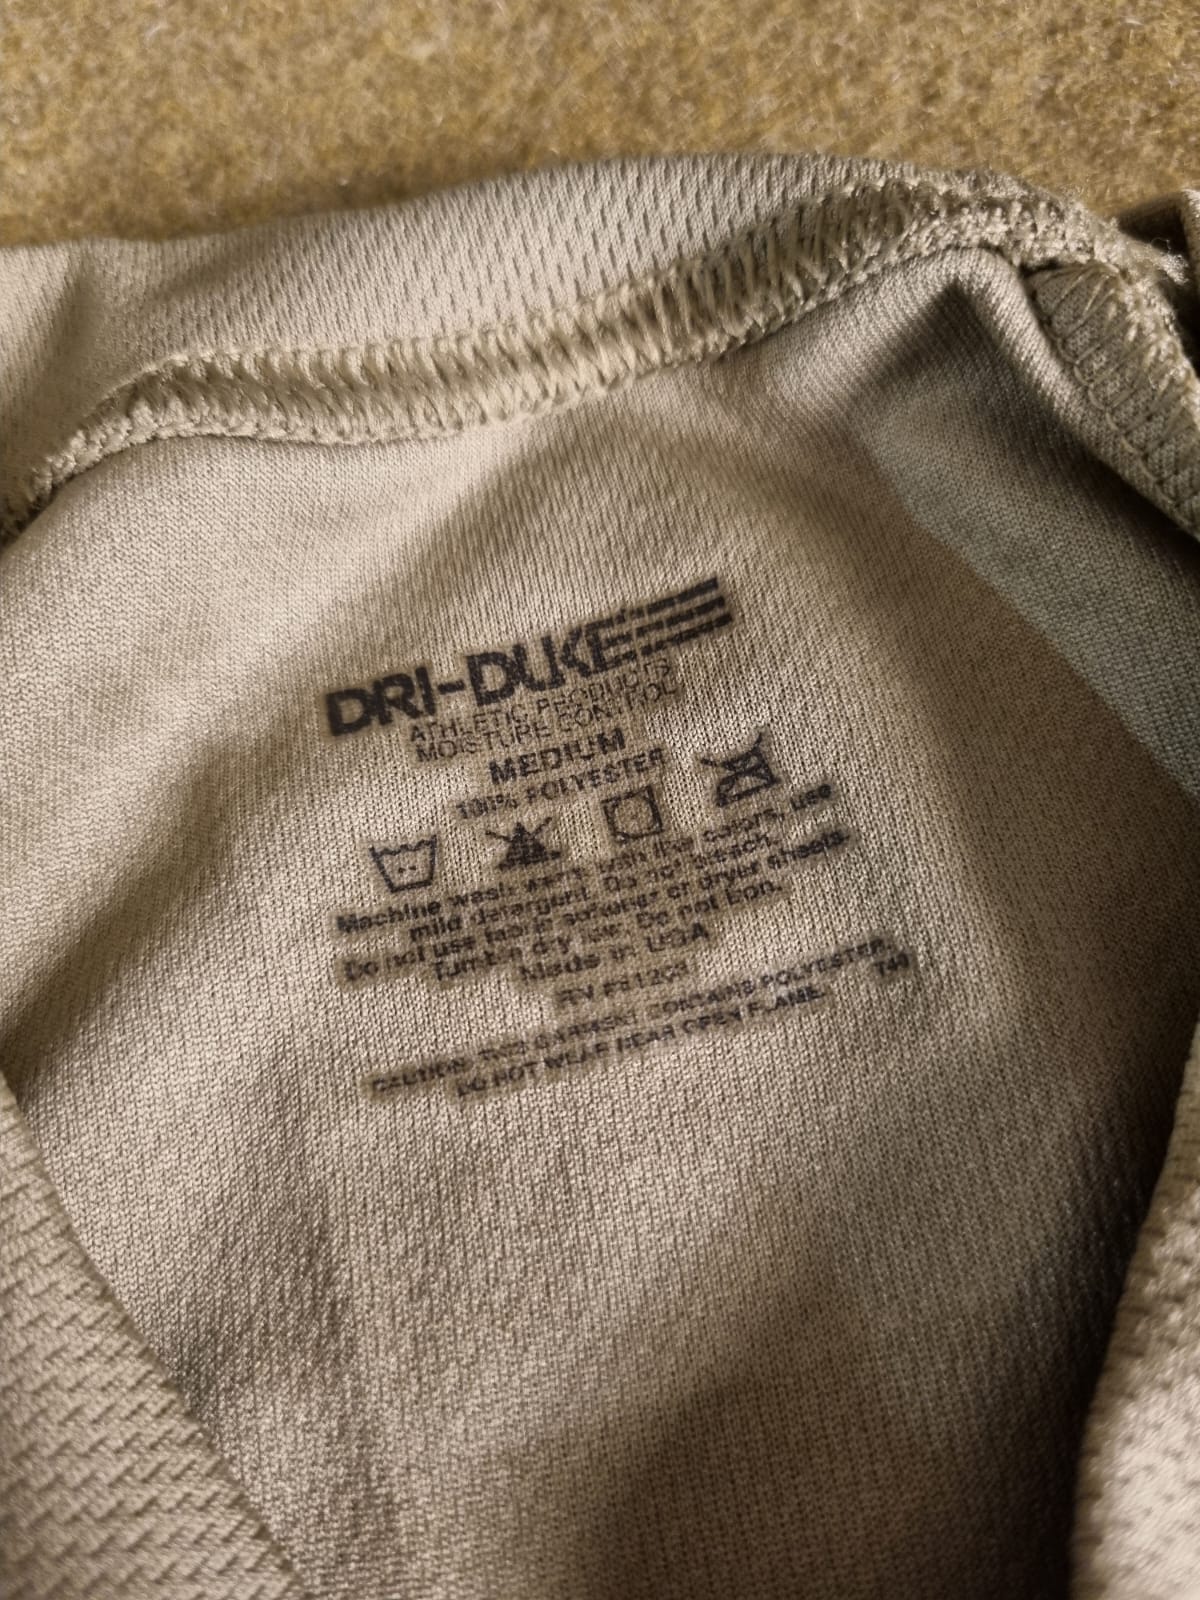 DRI-DUKE
ATHLETIC PRODUCTS
MOISTURE CONTROL
MEDIUM
100% POLYESTER
Machine wash warm with like colors, use
mild detergent. Do not bleach.
Do not use fabric softener or dryer sheets
Tumble dry low. Do not Iron.
Made in USA
T40
CAUTION: THIS GARMENT CONTAINS POLYESTER.
DO NOT WEAR NEAR OPEN FLAME.